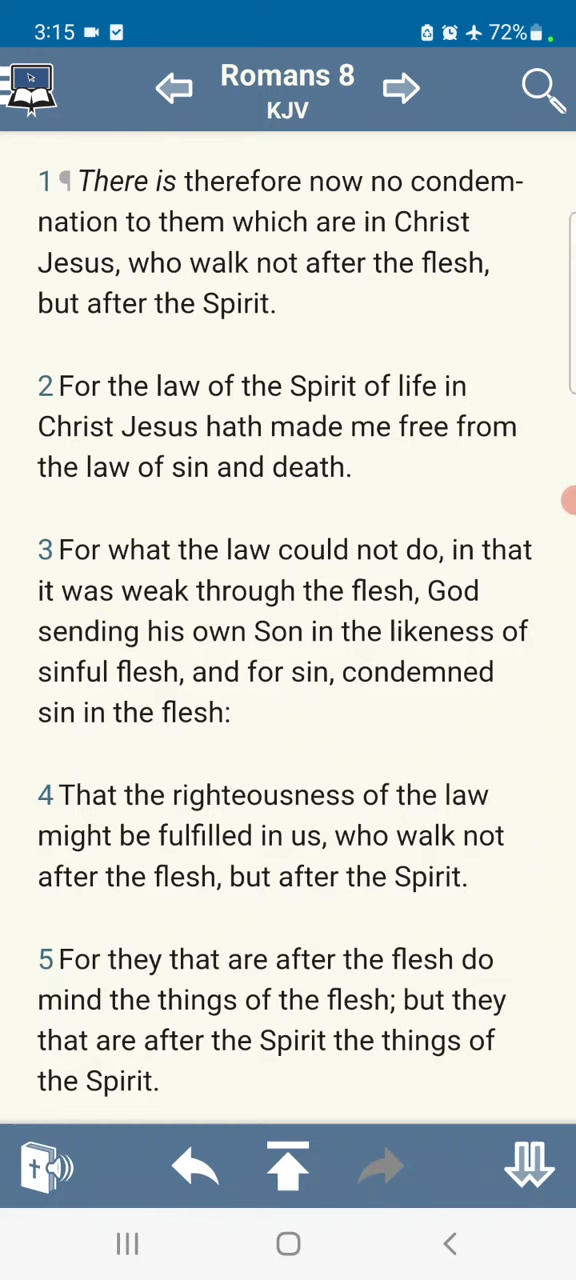 3:15 72%
Romans 8
KJV
1 ¶ There is therefore now no condem-
nation to them which are in Christ
Jesus, who walk not after the flesh,
but after the Spirit.
2 For the law of the Spirit of life in
Christ Jesus hath made me free from
the law of sin and death.
3 For what the law could not do, in that
it was weak through the flesh, God
sending his own Son in the likeness of
sinful flesh, and for sin, condemned
sin in the flesh:
4 That the righteousness of the law
might be fulfilled in us, who walk not
after the flesh, but after the Spirit.
5 For they that are after the flesh do
mind the things of the flesh; but they
that are after the Spirit the things of
the Spirit.